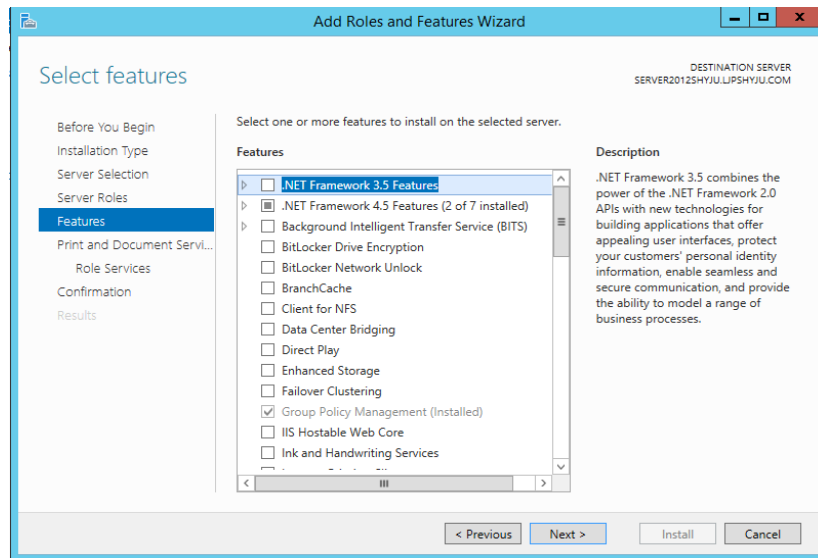 Add Roles and Features Wizard
Select features
DESTINATION SERVER
SERVER2012SHYJU.LJPSHYJU.COM
Before You Begin
Installation Type
Server Selection
Server Roles
Features
Print and Document Servi...
Role Services
Confirmation
Results
Select one or more features to install on the selected server.
Features
.NET Framework 3.5 Features
.NET Framework 4.5 Features (2 of 7 installed)
Background Intelligent Transfer Service (BITS)
BitLocker Drive Encryption
BitLocker Network Unlock
BranchCache
Client for NFS
Data Center Bridging
Direct Play
Enhanced Storage
Failover Clustering
Group Policy Management (Installed)
IIS Hostable Web Core
Ink and Handwriting Services
Description
.NET Framework 3.5 combines the
power of the .NET Framework 2.0
APIs with new technologies for
building applications that offer
appealing user interfaces, protect
your customers' personal identity
information, enable seamless and
secure communication, and provide
the ability to model a range of
business processes.
< Previous
Next >
Install
Cancel